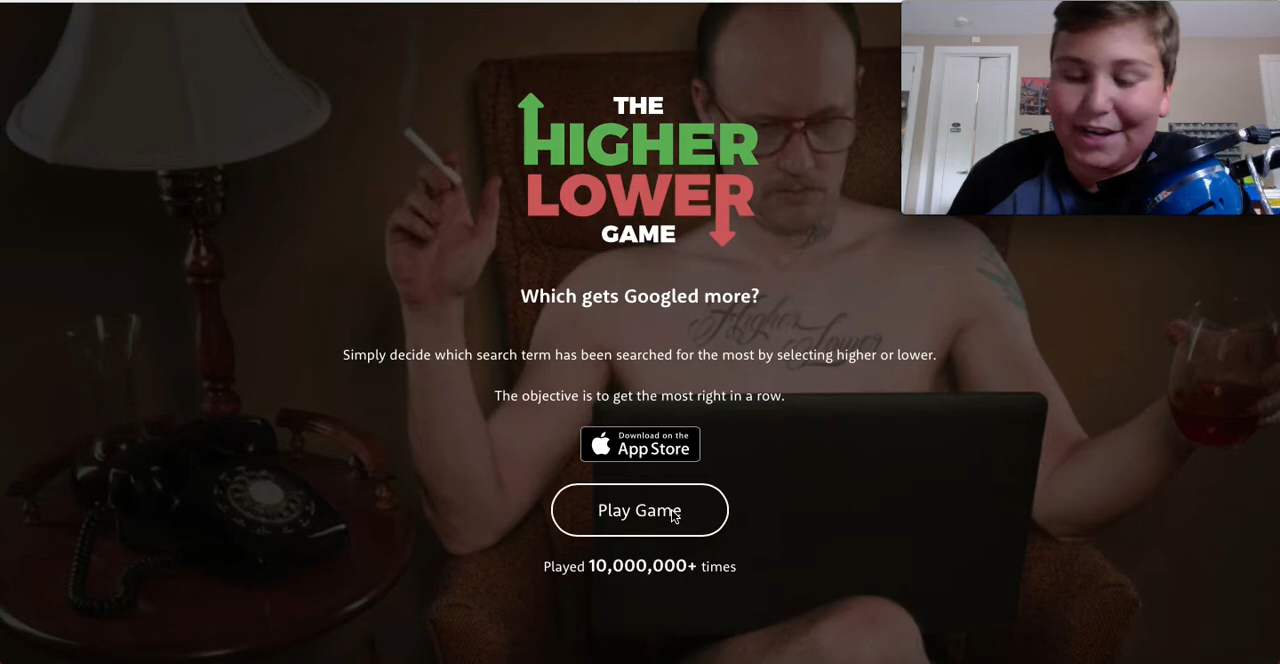 THE
HIGHER
LOWER
GAME
Which gets Googled more?
Higher
Lower
Simply decide which search term has been searched for the most by selecting higher or lower.
The objective is to get the most right in a row.
Download on the
App Store
Play Game
Played 10,000,000+ times